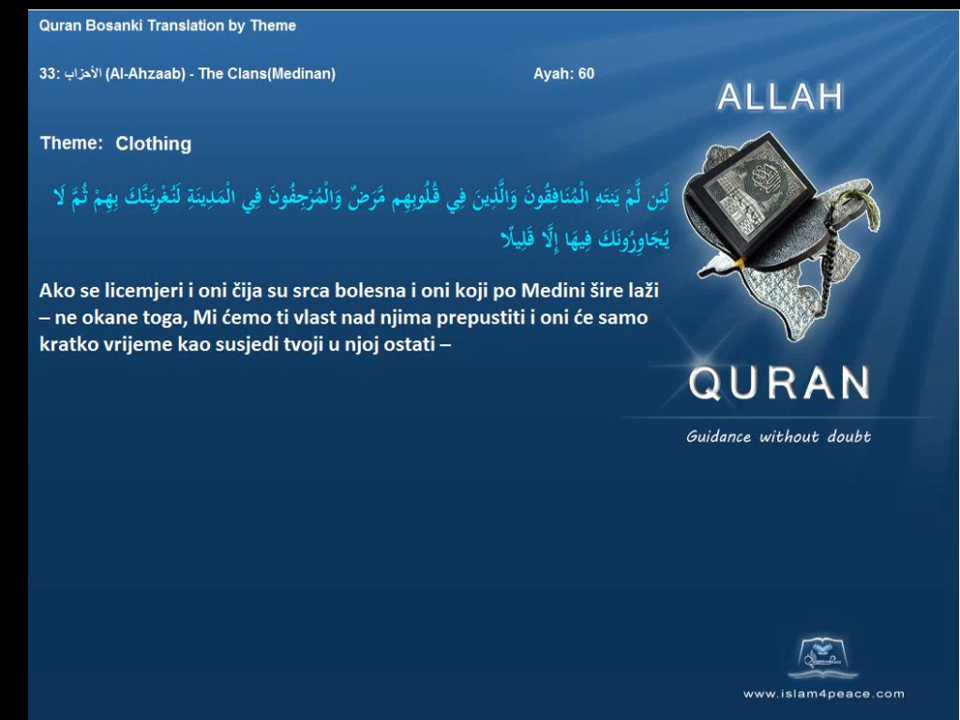 Quran Bosanki Translation by Theme
33: الأحزاب (Al-Ahzaab) - The Clans(Medinan) Ayah: 60
Theme: Clothing
لَئِن لَّمْ يَنتَهِ الْمُنَافِقُونَ وَالَّذِينَ فِي قُلُوبِهِم مَّرَضٌ وَالْمُرْجِفُونَ فِي الْمَدِينَةِ لَنُغْرِيَنَّكَ بِهِمْ ثُمَّ لَا
يُجَاوِرُونَكَ فِيهَا إِلَّا قَلِيلًا
Ako se licemjeri i oni čija su srca bolesna i oni koji po Medini šire laži
– ne okane toga, Mi ćemo ti vlast nad njima prepustiti i oni će samo
kratko vrijeme kao susjedi tvoji u njoj ostati –
ALLAH
QURAN
Guidance without doubt
www.islam4peace.com